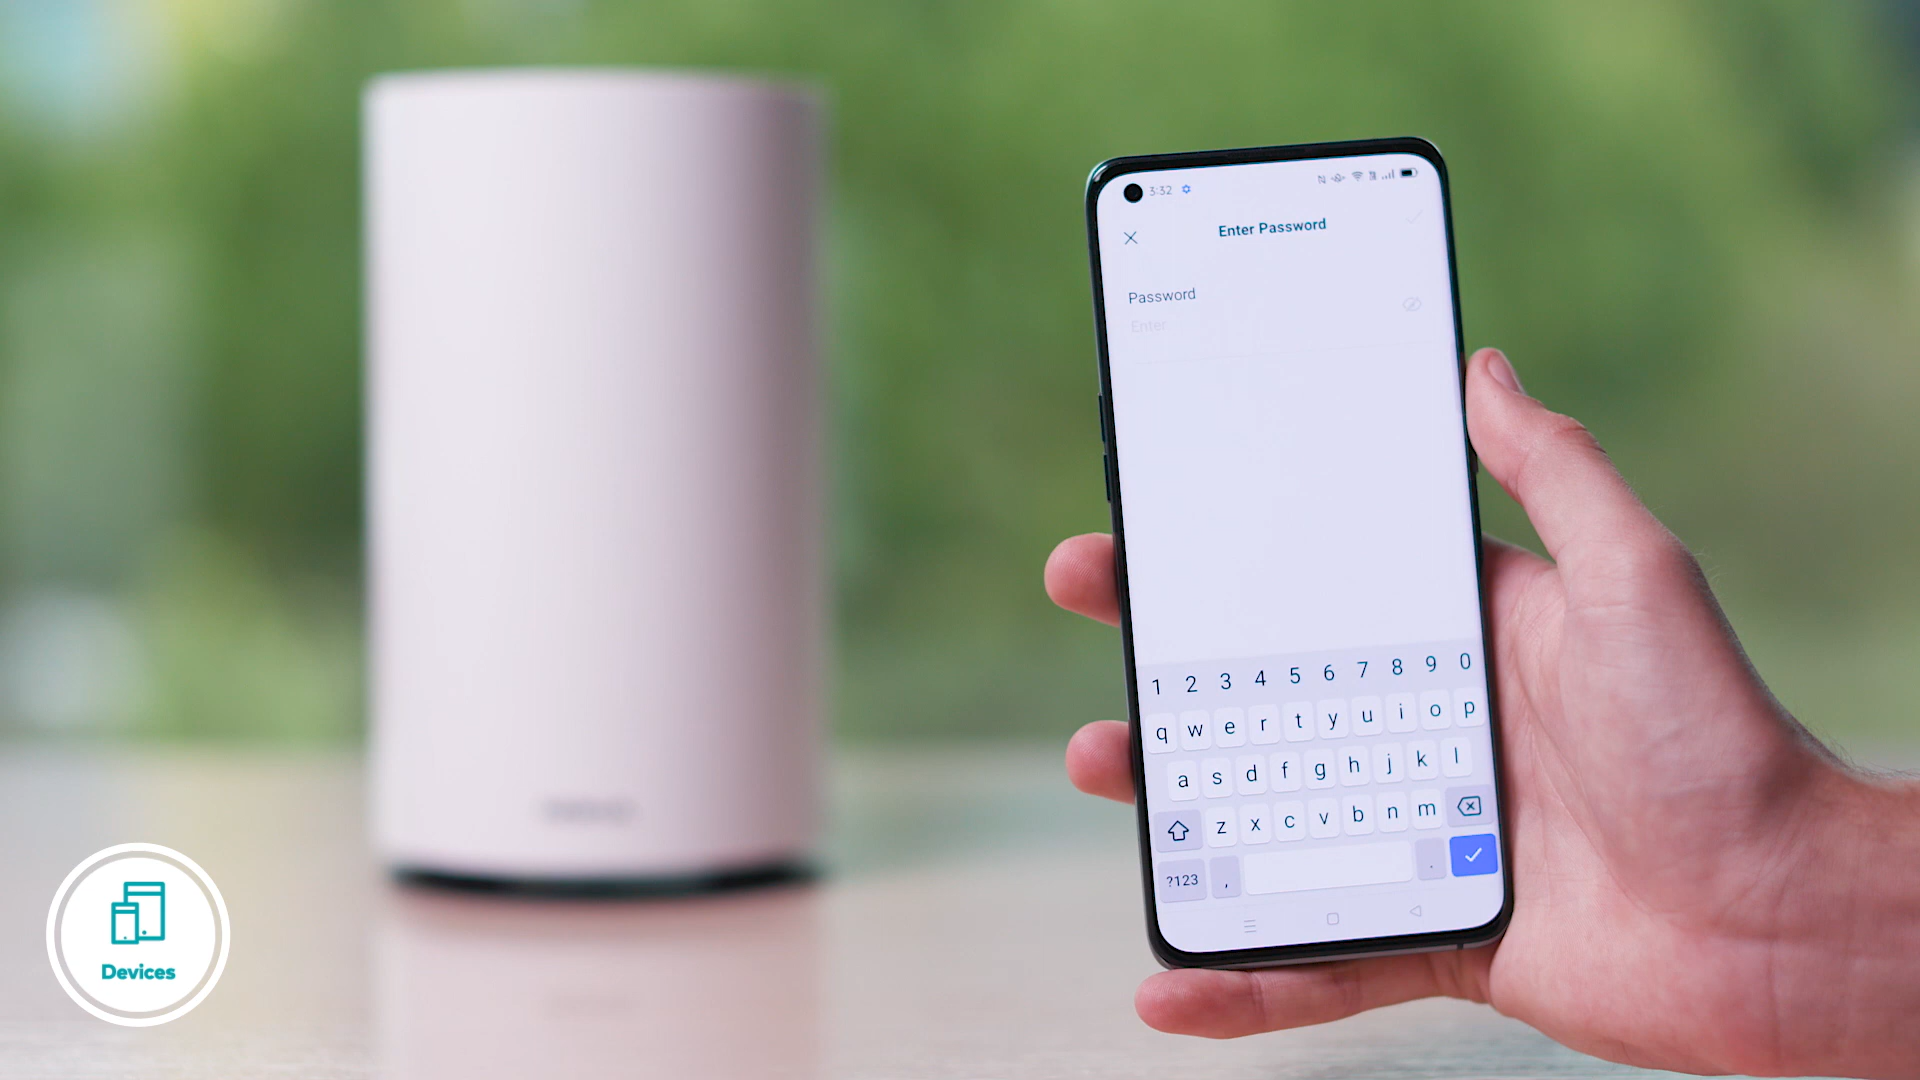 3:32
Enter Password
Password
Enter
1 2 3 4 5 6 7 8 9 0
q w e r t y u i o p
a s d f g h j k l
z x c v b n m
?123 , .
Devices